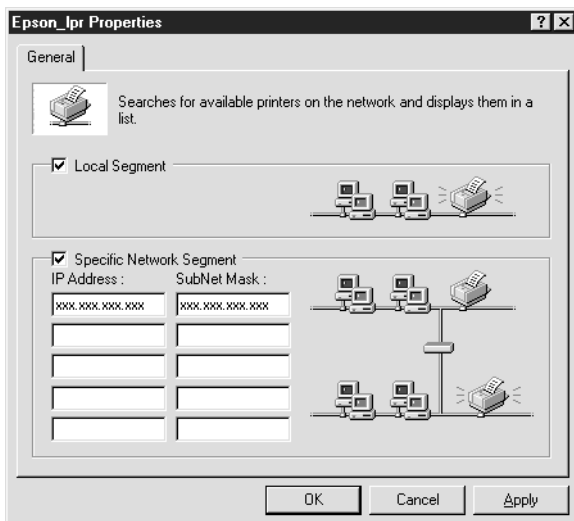 Epson_lpr Properties
General
Searches for available printers on the network and displays them in a
list.
Local Segment
Specific Network Segment
IP Address : SubNet Mask :
xxx.xxx.xxx.xxx xxx.xxx.xxx.xxx
OK Cancel Apply